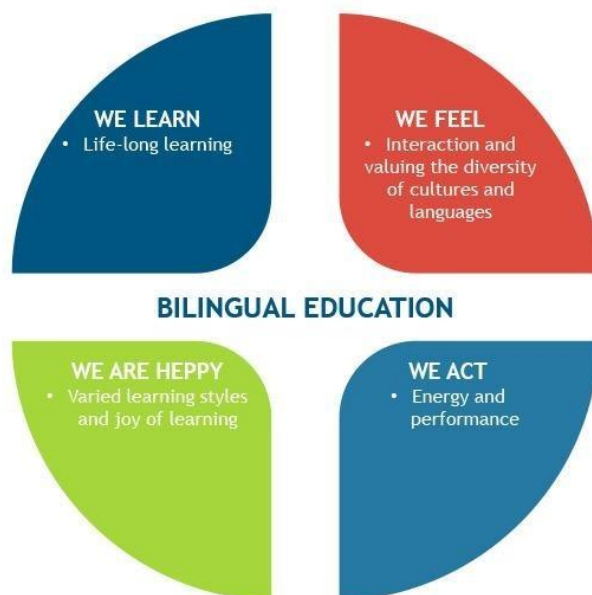 WE LEARN
• Life-long learning
WE FEEL
• Interaction and
valuing the diversity
of cultures and
languages
BILINGUAL EDUCATION
WE ARE HEPPY
• Varied learning styles
and joy of learning
WE ACT
• Energy and
performance